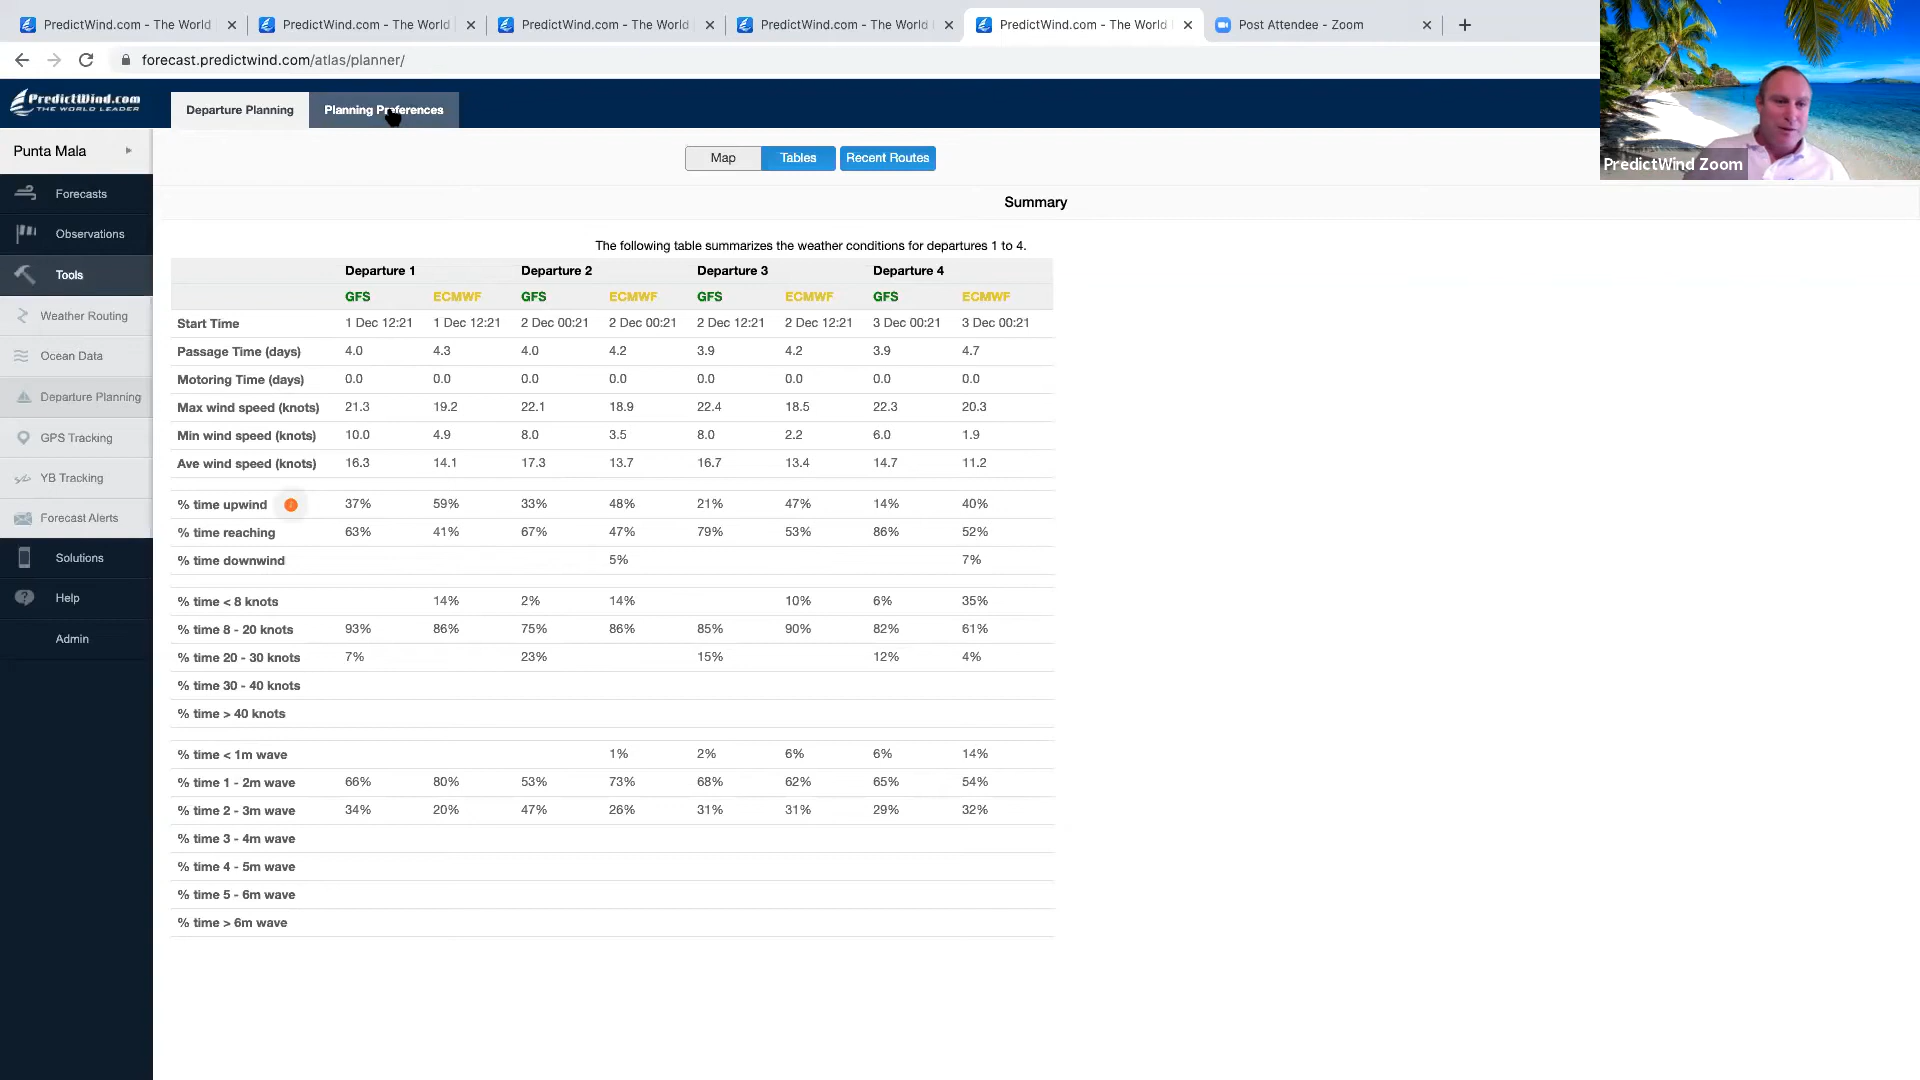 PredictWind.com - The World
PredictWind.com - The World
PredictWind.com - The World
PredictWind.com - The World
PredictWind.com - The World
Post Attendee - Zoom
forecast.predictwind.com/atlas/planner/
PredictWind.com
THE WORLD LEADER
Departure Planning
Planning Preferences
PredictWind Zoom
Punta Mala
Map
Tables
Recent Routes
Forecasts
Observations
Tools
Weather Routing
Ocean Data
Departure Planning
GPS Tracking
YB Tracking
Forecast Alerts
Solutions
Help
Admin
Summary
The following table summarizes the weather conditions for departures 1 to 4.
Departure 1 Departure 2 Departure 3 Departure 4
GFS ECMWF GFS ECMWF GFS ECMWF GFS ECMWF
Start Time 1 Dec 12:21 1 Dec 12:21 2 Dec 00:21 2 Dec 00:21 2 Dec 12:21 2 Dec 12:21 3 Dec 00:21 3 Dec 00:21
Passage Time (days) 4.0 4.3 4.0 4.2 3.9 4.2 3.9 4.7
Motoring Time (days) 0.0 0.0 0.0 0.0 0.0 0.0 0.0 0.0
Max wind speed (knots) 21.3 19.2 22.1 18.9 22.4 18.5 22.3 20.3
Min wind speed (knots) 10.0 4.9 8.0 3.5 8.0 2.2 6.0 1.9
Ave wind speed (knots) 16.3 14.1 17.3 13.7 16.7 13.4 14.7 11.2
% time upwind 37% 59% 33% 48% 21% 47% 14% 40%
% time reaching 63% 41% 67% 47% 79% 53% 86% 52%
% time downwind 5% 7%
% time < 8 knots 14% 2% 14% 10% 6% 35%
% time 8 - 20 knots 93% 86% 75% 86% 85% 90% 82% 61%
% time 20 - 30 knots 7% 23% 15% 12% 4%
% time 30 - 40 knots
% time > 40 knots
% time < 1m wave 1% 2% 6% 6% 14%
% time 1 - 2m wave 66% 80% 53% 73% 68% 62% 65% 54%
% time 2 - 3m wave 34% 20% 47% 26% 31% 31% 29% 32%
% time 3 - 4m wave
% time 4 - 5m wave
% time 5 - 6m wave
% time > 6m wave